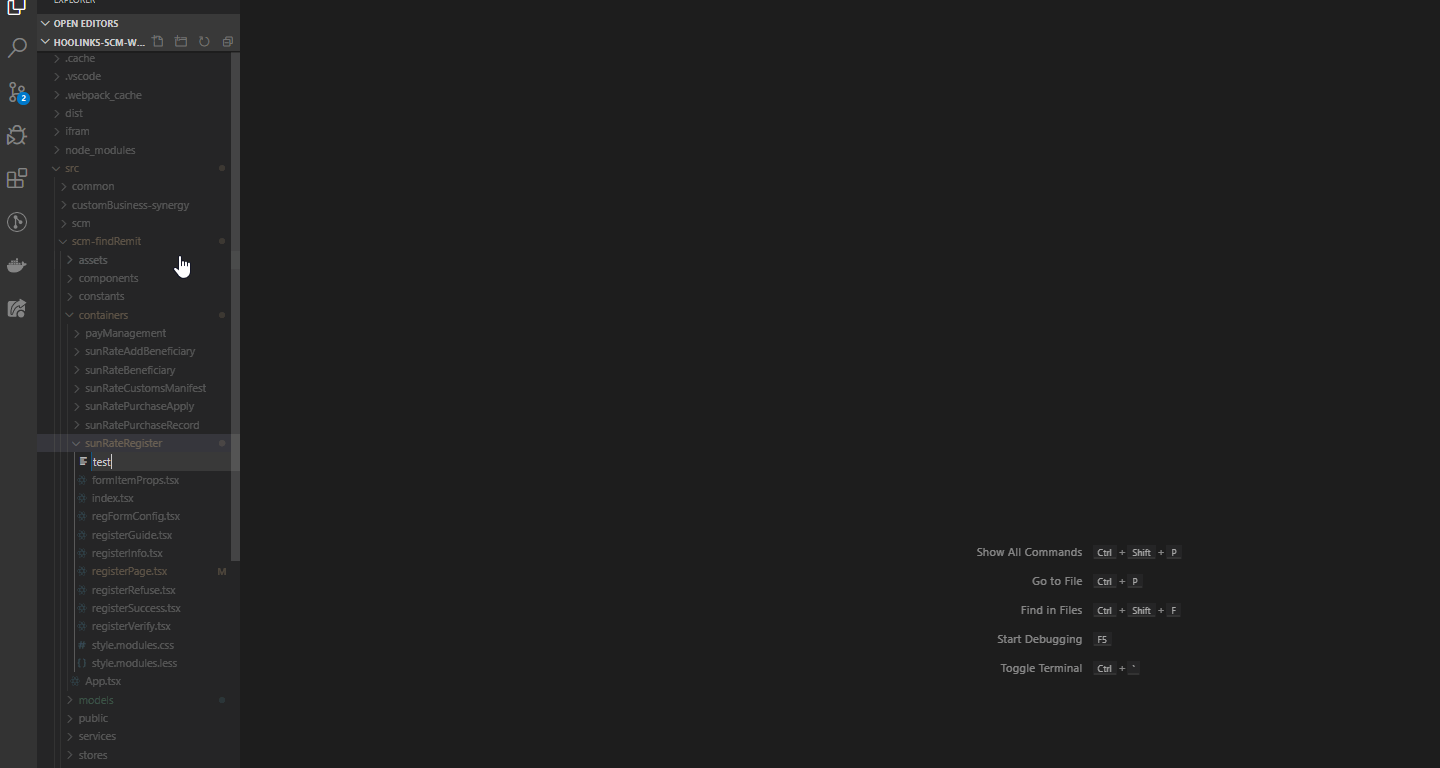 EXPLORER
OPEN EDITORS
HOOLINKS-SCM-W...
.cache
.vscode
.webpack_cache
dist
ifram
node_modules
src
common
customBusiness-synergy
scm
scm-findRemit
assets
components
constants
containers
payManagement
sunRateAddBeneficiary
sunRateBeneficiary
sunRateCustomsManifest
sunRatePurchaseApply
sunRatePurchaseRecord
sunRateRegister
test
formItemProps.tsx
index.tsx
regFormConfig.tsx
registerGuide.tsx
registerInfo.tsx
registerPage.tsx M
registerRefuse.tsx
registerSuccess.tsx
registerVerify.tsx
# style.modules.css
{} style.modules.less
App.tsx
models
public
services
stores
2
Show All Commands Ctrl + Shift + P
Go to File Ctrl + P
Find in Files Ctrl + Shift + F
Start Debugging F5
Toggle Terminal Ctrl + `